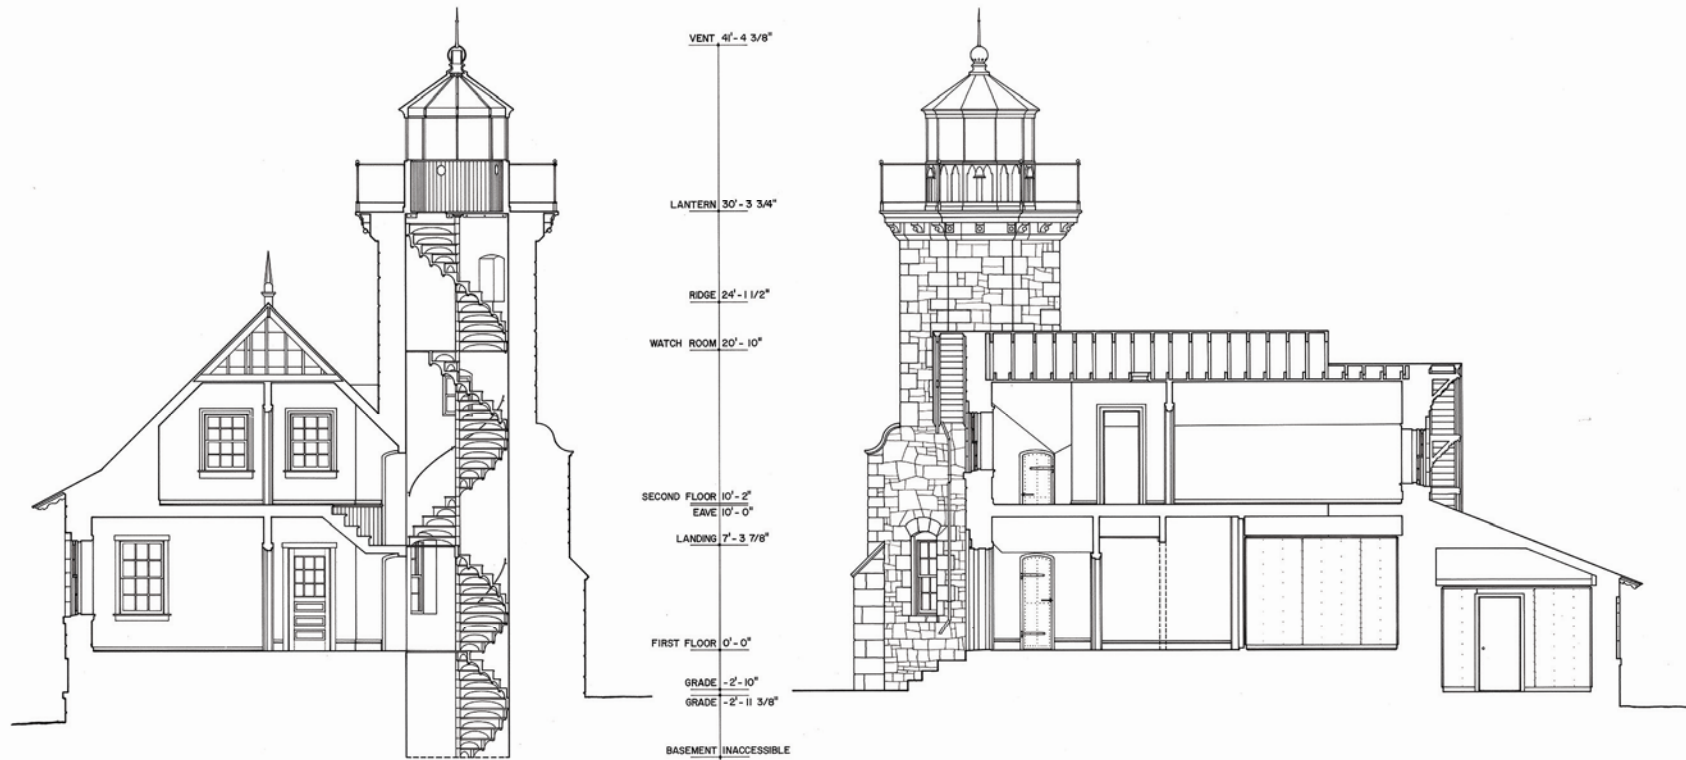 VENT 41'-4 3/8"
LANTERN 30'-3 3/4"
RIDGE 24'-1 1/2"
WATCH ROOM 20'-10"
SECOND FLOOR 10'-2"
EAVE 10'-0"
LANDING 7'-3 7/8"
FIRST FLOOR 0'-0"
GRADE -2'-10"
GRADE -2'-11 3/8"
BASEMENT INACCESSIBLE